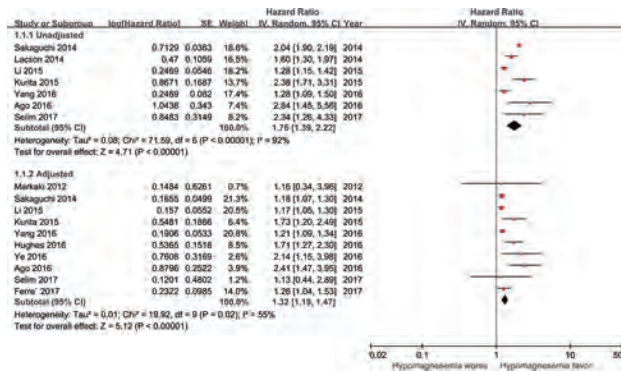 Hazard Ratio Hazard Ratio
Study or Subgroup log[Hazard Ratio] SE Weight IV, Random, 95% CI Year IV, Random, 95% CI
1.1.1 Unadjusted
Sakaguchi 2014 0.7129 0.0363 18.6% 2.04 [1.90, 2.19] 2014
Lacson 2014 0.47 0.1059 16.5% 1.60 [1.30, 1.97] 2014
Li 2015 0.2469 0.0546 18.2% 1.28 [1.15, 1.42] 2015
Kurita 2015 0.8671 0.1687 13.7% 2.38 [1.71, 3.31] 2015
Yang 2016 0.2469 0.082 17.4% 1.28 [1.09, 1.50] 2016
Ago 2016 1.0438 0.343 2.84 [1.45, 5.56] 2016
Selim 2017 0.8483 0.3149 2.34 [1.26, 4.33] 2017
Subtotal (95% CI) 100.0% 1.76 [1.39, 2.22]
Heterogeneity: Tau² = 0.08; Chi² = 71.59, df = 6 (P < 0.00001); I² = 92%
Test for overall effect: Z = 4.71 (P < 0.00001)
1.1.2 Adjusted
Markaki 2012 0.1484 0.6261 0.7% 1.16 [0.34, 3.96] 2012
Sakaguchi 2014 0.1655 0.0499 21.0% 1.18 [1.07, 1.30] 2014
Li 2015 0.157 0.0552 20.5% 1.17 [1.05, 1.30] 2015
Kurita 2015 0.5481 0.1866 6.4% 1.73 [1.20, 2.49] 2015
Yang 2016 0.1906 0.0533 20.7% 1.21 [1.09, 1.34] 2016
Hughes 2016 0.5365 0.1516 1.71 [1.27, 2.30] 2016
Ye 2016 0.7608 0.3169 2.14 [1.15, 3.98] 2016
Ago 2016 0.8796 0.2522 3.9% 2.41 [1.47, 3.95] 2016
Selim 2017 0.1201 0.4802 1.13 [0.44, 2.89] 2017
Ferre' 2017 0.2322 0.0985 14.0% 1.26 [1.04, 1.53] 2017
Subtotal (95% CI) 100.0% 1.32 [1.19, 1.47]
Heterogeneity: Tau² = 0.01; Chi² = 19.92, df = 9 (P = 0.02); I² = 55%
Test for overall effect: Z = 5.12 (P < 0.00001)
0.02 0.1 1 10 50
Hypomagnesemia worse Hypomagnesemia favor